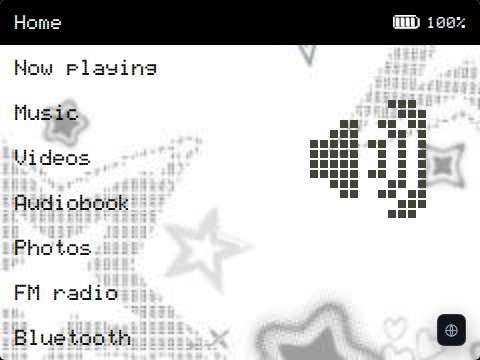 Home
100%
Now playing
Music
Videos
Audiobook
Photos
FM radio
Bluetooth